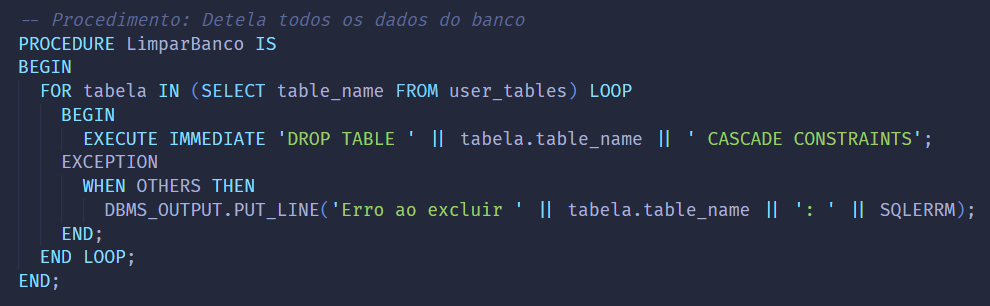 -- Procedimento: Detela todos os dados do banco
PROCEDURE LimparBanco IS
BEGIN
FOR tabela IN (SELECT table_name FROM user_tables) LOOP
BEGIN
EXECUTE IMMEDIATE 'DROP TABLE ' || tabela.table_name || ' CASCADE CONSTRAINTS';
EXCEPTION
WHEN OTHERS THEN
DBMS_OUTPUT.PUT_LINE('Erro ao excluir ' || tabela.table_name || ': ' || SQLERRM);
END;
END LOOP;
END;